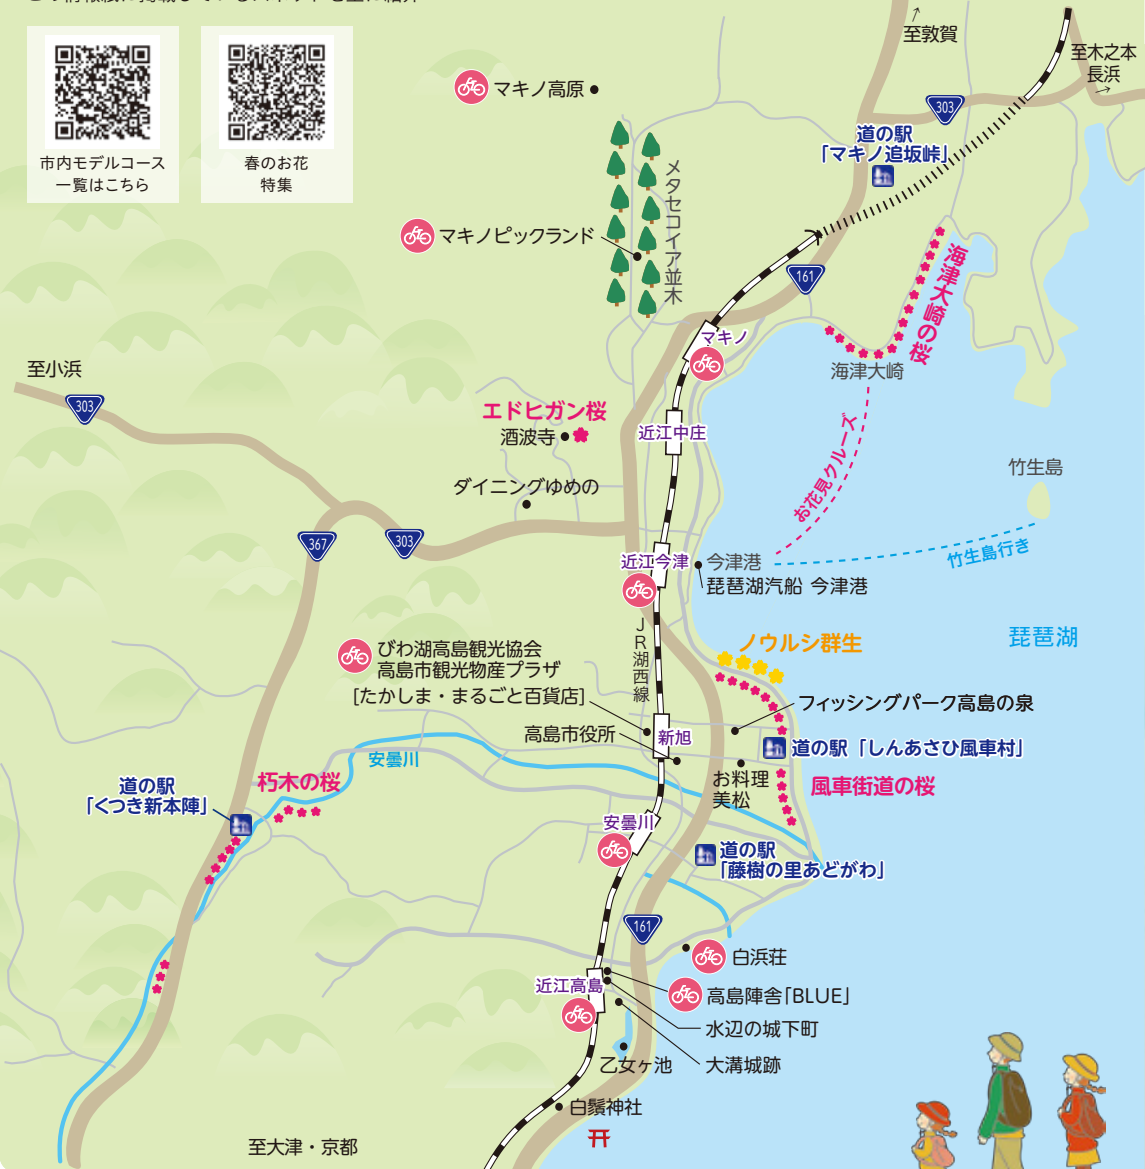 至敦賀
至木之本
長浜
市内モデルコース
一覧はこちら
春のお花
特集
マキノ高原
303
道の駅
「マキノ追坂峠」
メタセコイア並木
マキノピックランド
161
海津大崎の桜
マキノ
海津大崎
至小浜
303
エドヒガン桜
酒波寺
近江中庄
お花見クルーズ
竹生島
ダイニングゆめの
367
303
近江今津
今津港
琵琶湖汽船 今津港
竹生島行き
JR湖西線
琵琶湖
ノウルシ群生
びわ湖高島観光協会
高島市観光物産プラザ
[たかしま・まるごと百貨店]
フィッシングパーク高島の泉
高島市役所
新旭
道の駅「しんあさひ風車村」
安曇川
お料理
美松
風車街道の桜
道の駅
「くつき新本陣」
朽木の桜
安曇川
道の駅
「藤樹の里あどがわ」
161
白浜荘
近江高島
高島陣舎「BLUE」
水辺の城下町
乙女ヶ池
大溝城跡
白鬚神社
至大津・京都